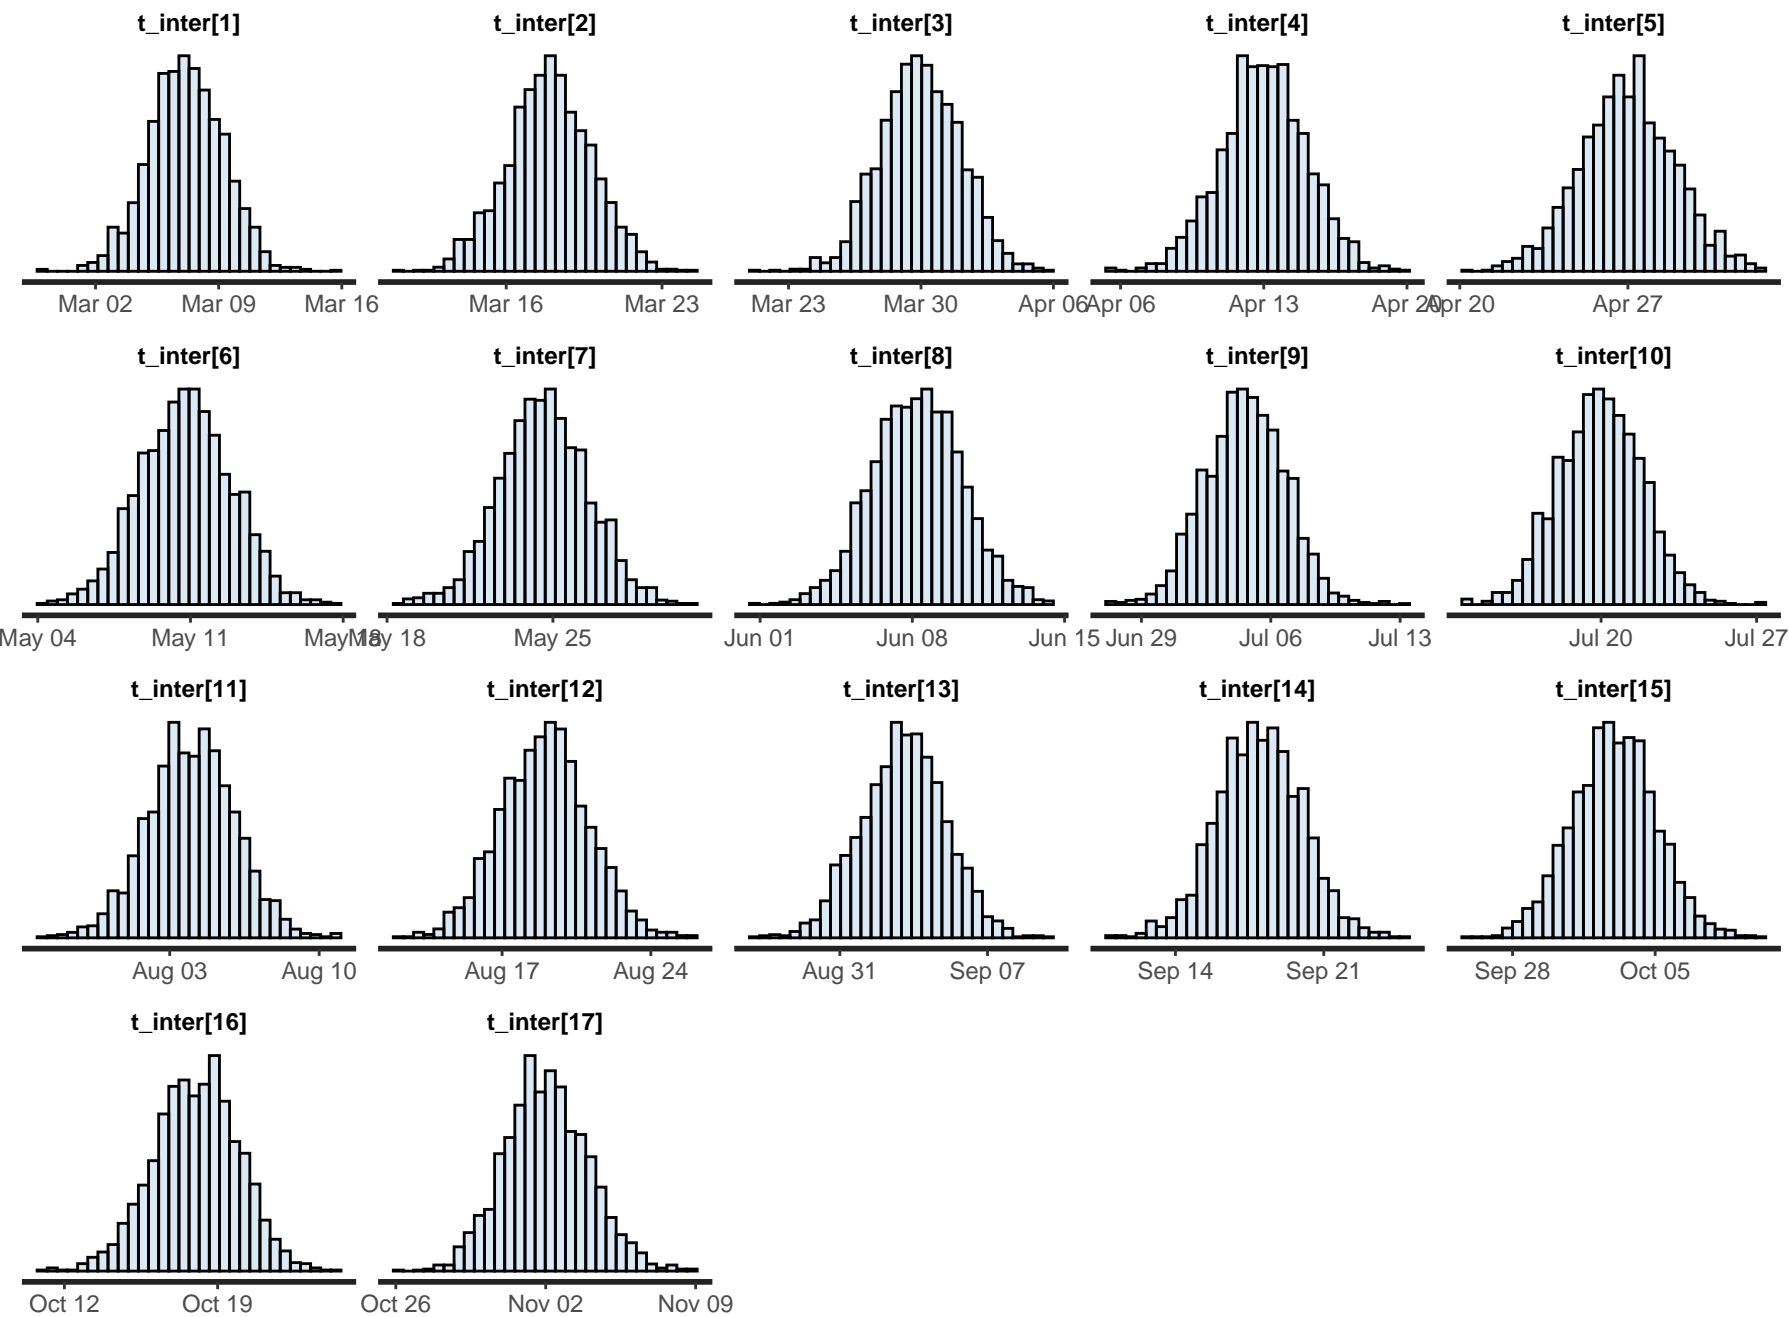 t_inter[1] t_inter[2] t_inter[3] t_inter[4] t_inter[5]
Mar 02 Mar 09 Mar 16 Mar 16 Mar 23 Mar 23 Mar 30 Apr 06 Apr 06 Apr 13 Apr 20 Apr 20 Apr 27
t_inter[6] t_inter[7] t_inter[8] t_inter[9] t_inter[10]
May 04 May 11 May 18 May 18 May 25 Jun 01 Jun 08 Jun 15 Jun 29 Jul 06 Jul 13 Jul 20 Jul 27
t_inter[11] t_inter[12] t_inter[13] t_inter[14] t_inter[15]
Aug 03 Aug 10 Aug 17 Aug 24 Aug 31 Sep 07 Sep 14 Sep 21 Sep 28 Oct 05
t_inter[16] t_inter[17]
Oct 12 Oct 19 Oct 26 Nov 02 Nov 09